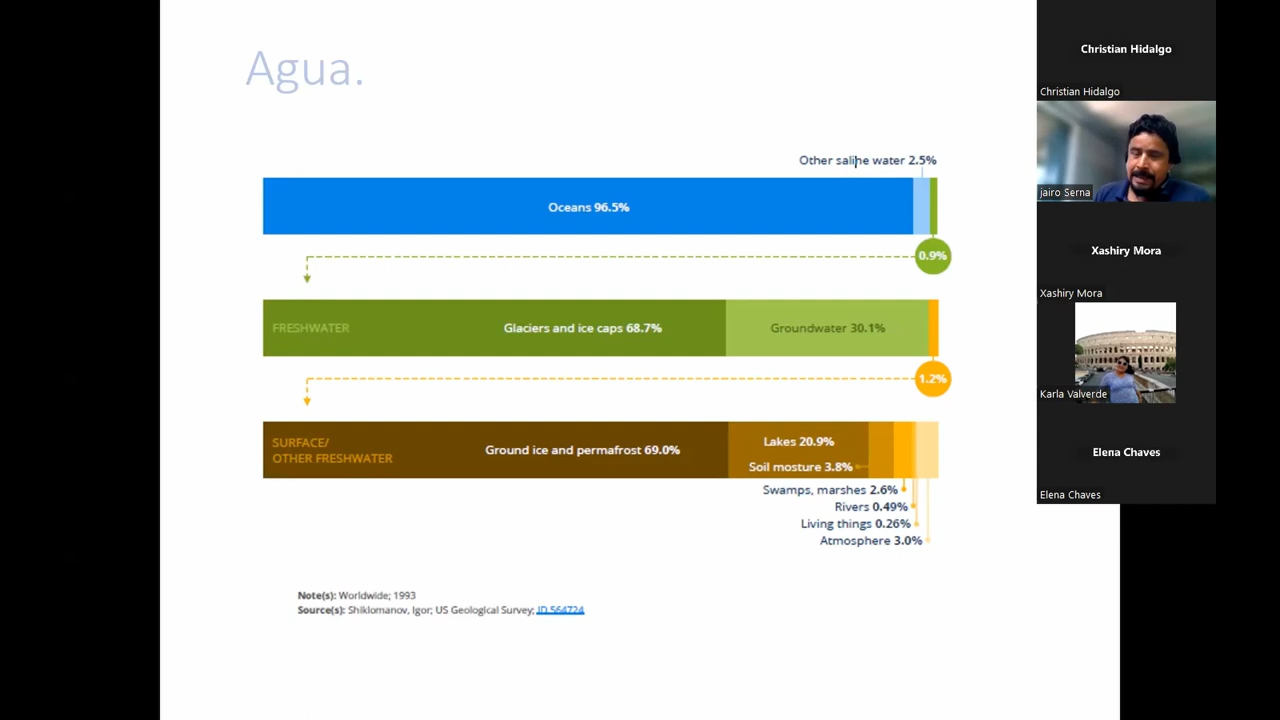 Agua.
Other saline water 2.5%
Oceans 96.5%
0.9%
FRESHWATER
Glaciers and ice caps 68.7%
Groundwater 30.1%
1.2%
SURFACE/
OTHER FRESHWATER
Ground ice and permafrost 69.0%
Lakes 20.9%
Soil mosture 3.8%
Swamps, marshes 2.6%
Rivers 0.49%
Living things 0.26%
Atmosphere 3.0%
Note(s): Worldwide; 1993
Source(s): Shiklomanov, Igor; US Geological Survey; ID 564724
Christian Hidalgo
Christian Hidalgo
jairo Serna
Xashiry Mora
Xashiry Mora
Karla Valverde
Elena Chaves
Elena Chaves